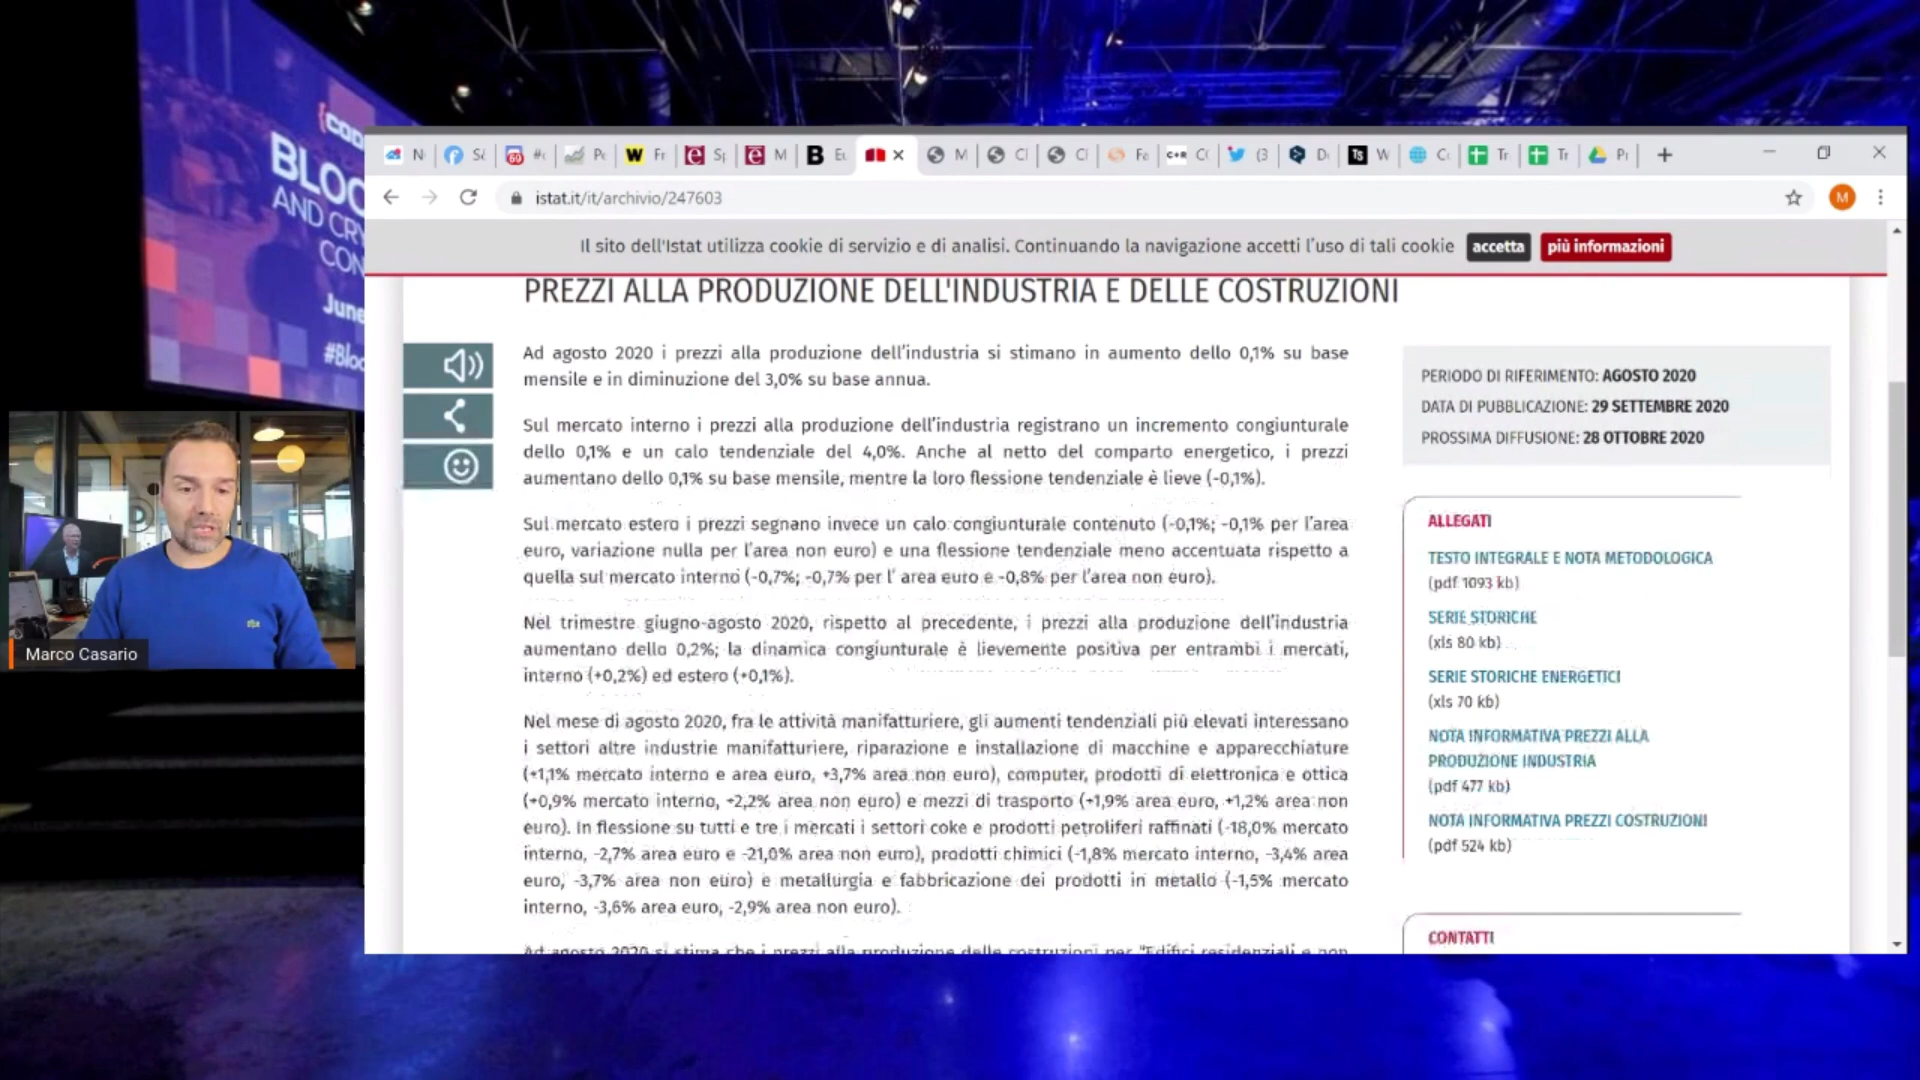 {COD
BLOC
AND CRY
CON
June
#Bloc
Marco Casario
istat.it/it/archivio/247603
Il sito dell'Istat utilizza cookie di servizio e di analisi. Continuando la navigazione accetti l'uso di tali cookie accetta più informazioni
PREZZI ALLA PRODUZIONE DELL'INDUSTRIA E DELLE COSTRUZIONI
Ad agosto 2020 i prezzi alla produzione dell'industria si stimano in aumento dello 0,1% su base
mensile e in diminuzione del 3,0% su base annua.
Sul mercato interno i prezzi alla produzione dell'industria registrano un incremento congiunturale
dello 0,1% e un calo tendenziale del 4,0%. Anche al netto del comparto energetico, i prezzi
aumentano dello 0,1% su base mensile, mentre la loro flessione tendenziale è lieve (-0,1%).
Sul mercato estero i prezzi segnano invece un calo congiunturale contenuto (-0,1%; -0,1% per l'area
euro, variazione nulla per l'area non euro) e una flessione tendenziale meno accentuata rispetto a
quella sul mercato interno (-0,7%; -0,7% per l' area euro e -0,8% per l'area non euro).
Nel trimestre giugno-agosto 2020, rispetto al precedente, i prezzi alla produzione dell'industria
aumentano dello 0,2%; la dinamica congiunturale è lievemente positiva per entrambi i mercati,
interno (+0,2%) ed estero (+0,1%).
Nel mese di agosto 2020, fra le attività manifatturiere, gli aumenti tendenziali più elevati interessano
i settori altre industrie manifatturiere, riparazione e installazione di macchine e apparecchiature
(+1,1% mercato interno e area euro, +3,7% area non euro), computer, prodotti di elettronica e ottica
(+0,9% mercato interno, +2,2% area non euro) e mezzi di trasporto (+1,9% area euro, +1,2% area non
euro). In flessione su tutti e tre i mercati i settori coke e prodotti petroliferi raffinati (-18,0% mercato
interno, -2,7% area euro e -21,0% area non euro), prodotti chimici (-1,8% mercato interno, -3,4% area
euro, -3,7% area non euro) e metallurgia e fabbricazione dei prodotti in metallo (-1,5% mercato
interno, -3,6% area euro, -2,9% area non euro).
Ad agosto 2020 si stima che i prezzi alla produzione delle costruzioni per "Edifici residenziali e non
PERIODO DI RIFERIMENTO: AGOSTO 2020
DATA DI PUBBLICAZIONE: 29 SETTEMBRE 2020
PROSSIMA DIFFUSIONE: 28 OTTOBRE 2020
ALLEGATI
TESTO INTEGRALE E NOTA METODOLOGICA
(pdf 1093 kb)
SERIE STORICHE
(xls 80 kb)
SERIE STORICHE ENERGETICI
(xls 70 kb)
NOTA INFORMATIVA PREZZI ALLA
PRODUZIONE INDUSTRIA
(pdf 477 kb)
NOTA INFORMATIVA PREZZI COSTRUZIONI
(pdf 524 kb)
CONTATTI